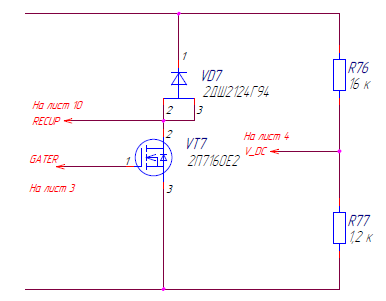 1
VD7
2ДШ2124Г94
R76
16 к
На лист 10
RECUP
2
3
2
VT7
2П7160Е2
На лист 4
V_DC
GATER
1
На лист 3
3
R77
1,2 к